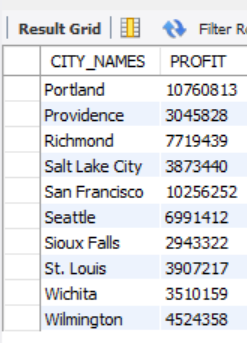 Result Grid Filter R
CITY_NAMES PROFIT
Portland 10760813
Providence 3045828
Richmond 7719439
Salt Lake City 3873440
San Francisco 10256252
Seattle 6991412
Sioux Falls 2943322
St. Louis 3907217
Wichita 3510159
Wilmington 4524358